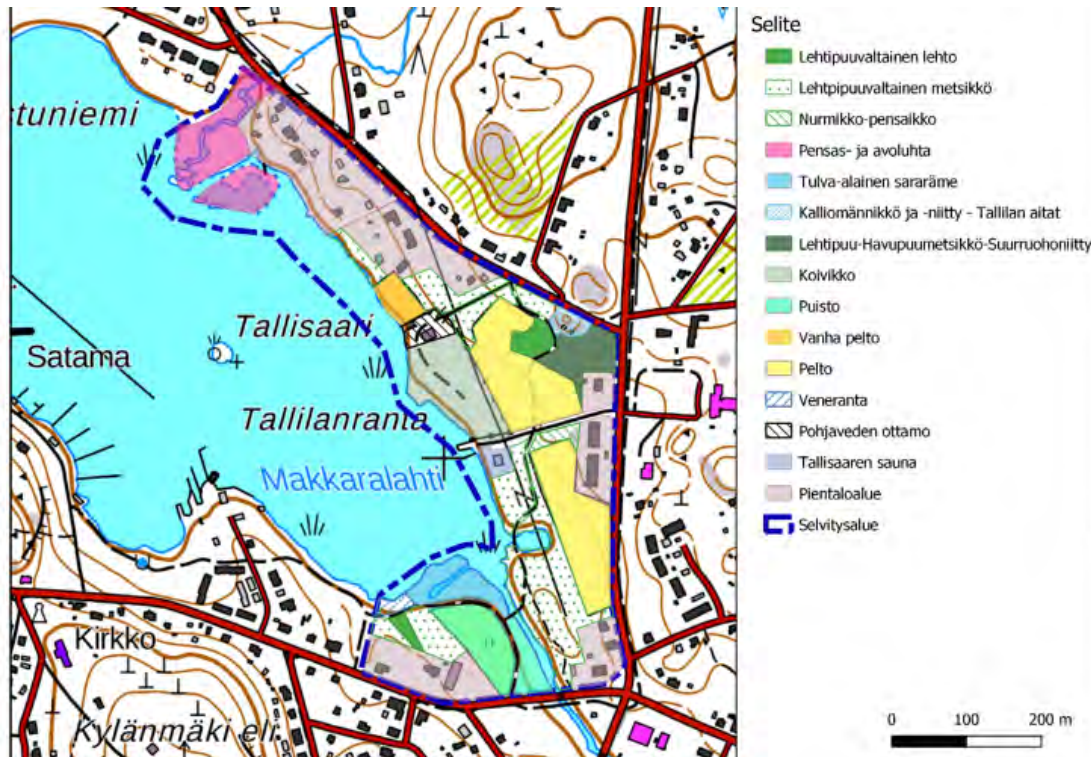 stuniemi
Tallisaari
Satama
Tallilanranta
Makkaralahti
Kirkko
Kylänmäki eli
Selite
Lehtipuuvaltainen lehto
Lehtpipuuvaltainen metsikkö
Nurmikko-pensaikko
Pensas- ja avoluhta
Tulva-alainen sararäme
Kalliomännikkö ja -niitty - Tallilan aitat
Lehtipuu-Havupuumetsikkö-Suurruohoniitty
Koivikko
Puisto
Vanha pelto
Pelto
Veneranta
Pohjaveden ottamo
Tallisaaren sauna
Pientaloalue
Selvitysalue
0 100 200 m